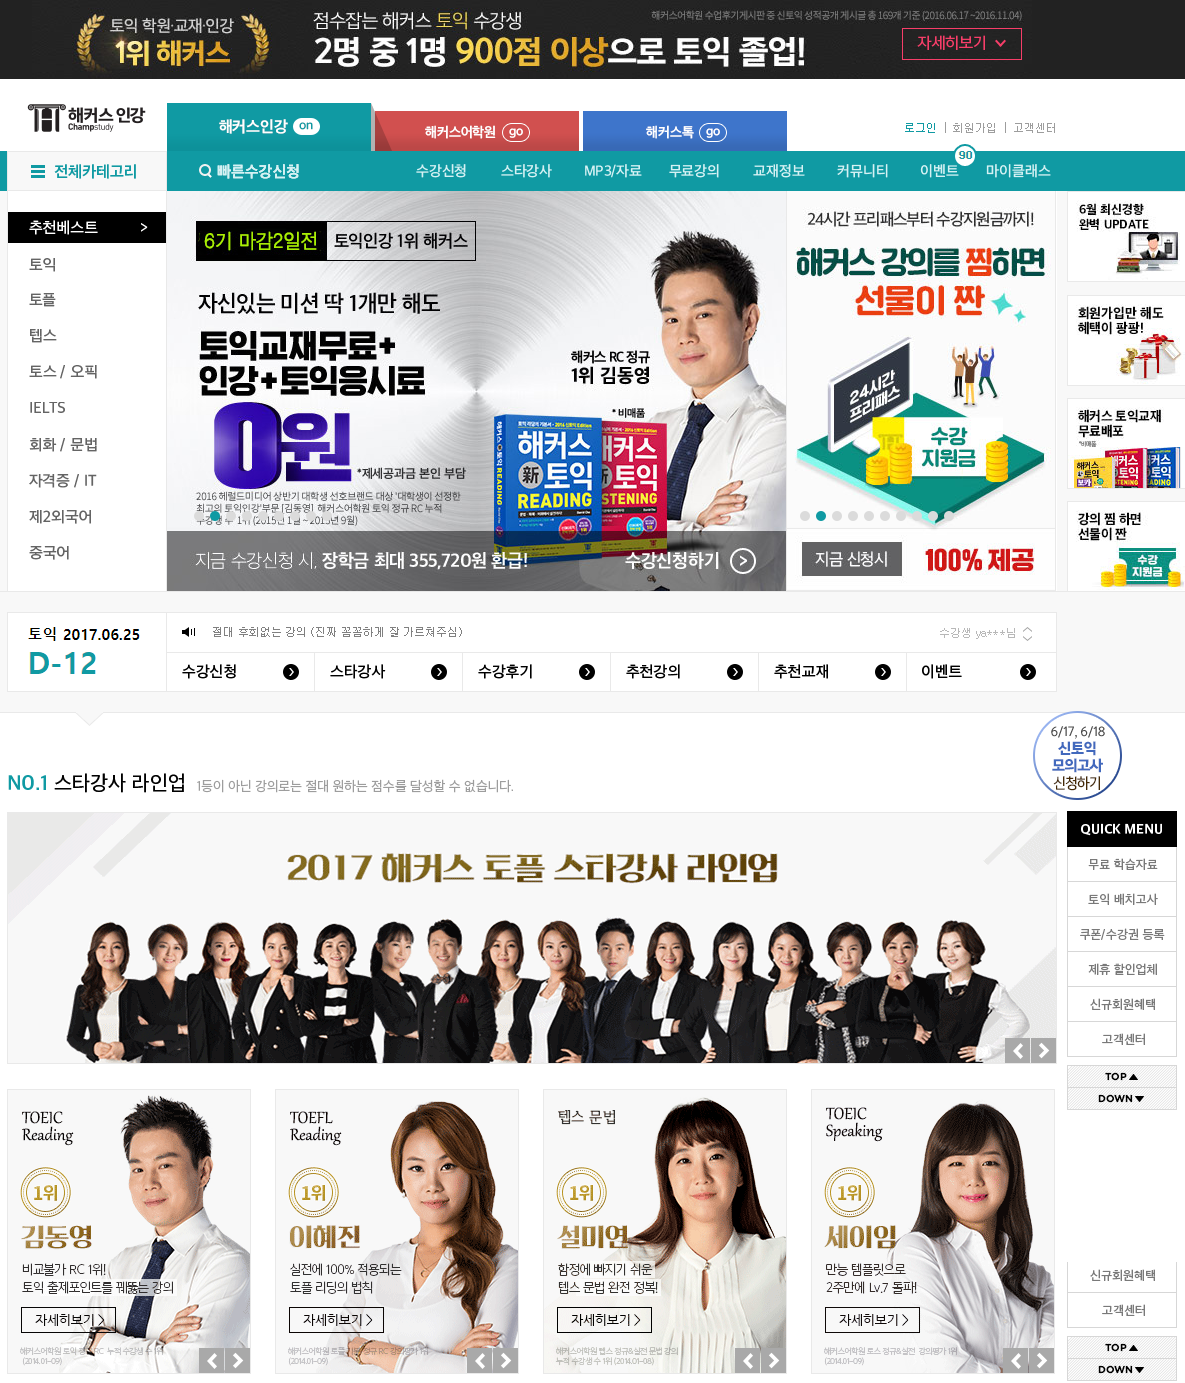 토익 학원·교재·인강
1위 해커스
점수잡는 해커스 토익 수강생
2명 중 1명 900점 이상으로 토익 졸업!
해커스어학원 수업후기게시판 중 신토익 성적공개 게시글 총 169개 기준 (2016.06.17 ~2016.11.04)
자세히보기
해커스 인강
Champstudy
해커스인강 on
해커스어학원 go
해커스톡 go
로그인 | 회원가입 | 고객센터
전체카테고리
빠른수강신청
수강신청 스타강사 MP3/자료 무료강의 교재정보 커뮤니티 이벤트 마이클래스
90
추천베스트 >
토익
토플
텝스
토스 / 오픽
IELTS
회화 / 문법
자격증 / IT
제2외국어
중국어
6기 마감2일전 토익인강 1위 해커스
자신있는 미션 딱 1개만 해도
토익교재무료+
인강+토익응시료
0원
*제세공과금 본인 부담
해커스 RC 정규
1위 김동영
* 비매품
해커스
新 토익
READING
해커스
토익
LISTENING
2016 헤럴드미디어 상반기 대학생 선호브랜드 대상 '대학생이 선정한
최고의 토익인강'부문 [김동영] 해커스어학원 토익 정규 RC 누적
수강생 수 1위 (2015년 1월~2015년 9월)
지금 수강신청 시, 장학금 최대 355,720원 환급!
수강신청하기 >
24시간 프리패스부터 수강지원금까지!
해커스 강의를 찜하면
선물이 짠
24시간
프리패스
수강
지원금
지금 신청시
100% 제공
6월 최신경향
완벽 UPDATE
회원가입만 해도
혜택이 팡팡!
해커스 토익교재
무료배포
*비매품
강의 찜 하면
선물이 짠
수강
지원금
토익 2017.06.25
D-12
절대 후회없는 강의 (진짜 꼼꼼하게 잘 가르쳐주심)
수강생 ya***님
수강신청
스타강사
수강후기
추천강의
추천교재
이벤트
6/17, 6/18
신토익
모의고사
신청하기
NO.1 스타강사 라인업
1등이 아닌 강의로는 절대 원하는 점수를 달성할 수 없습니다.
2017 해커스 토플 스타강사 라인업
QUICK MENU
무료 학습자료
토익 배치고사
쿠폰/수강권 등록
제휴 할인업체
신규회원혜택
고객센터
TOP▲
DOWN▼
TOEIC
Reading
1위
김동영
비교불가 RC 1위!
토익 출제포인트를 꿰뚫는 강의
자세히보기 >
해커스어학원 토익 정규 RC 누적 수강생 수 1위
(2014.01~09)
TOEFL
Reading
1위
이혜진
실전에 100% 적용되는
토플 리딩의 법칙
자세히보기 >
(2014.01~09)
텝스 문법
1위
설미연
함정에 빠지기 쉬운
텝스 문법 완전 정복!
자세히보기 >
해커스어학원 텝스 정규&실전 문법 강의
누적 수강생 수 1위 (2014.01~08)
TOEIC
Speaking
1위
세이임
만능 템플릿으로
2주만에 Lv.7 돌파!
자세히보기 >
해커스어학원 토스 정규&실전 강의평가 1위
(2014.01~09)
신규회원혜택
고객센터
TOP▲
DOWN▼